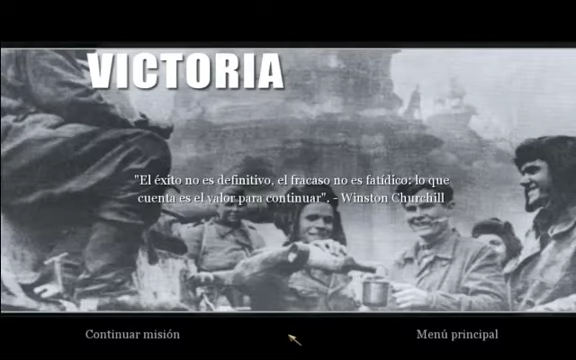 VICTORIA
"El éxito no es definitivo, el fracaso no es fatídico: lo que
cuenta es el valor para continuar". - Winston Churchill
Continuar misión
Menú principal